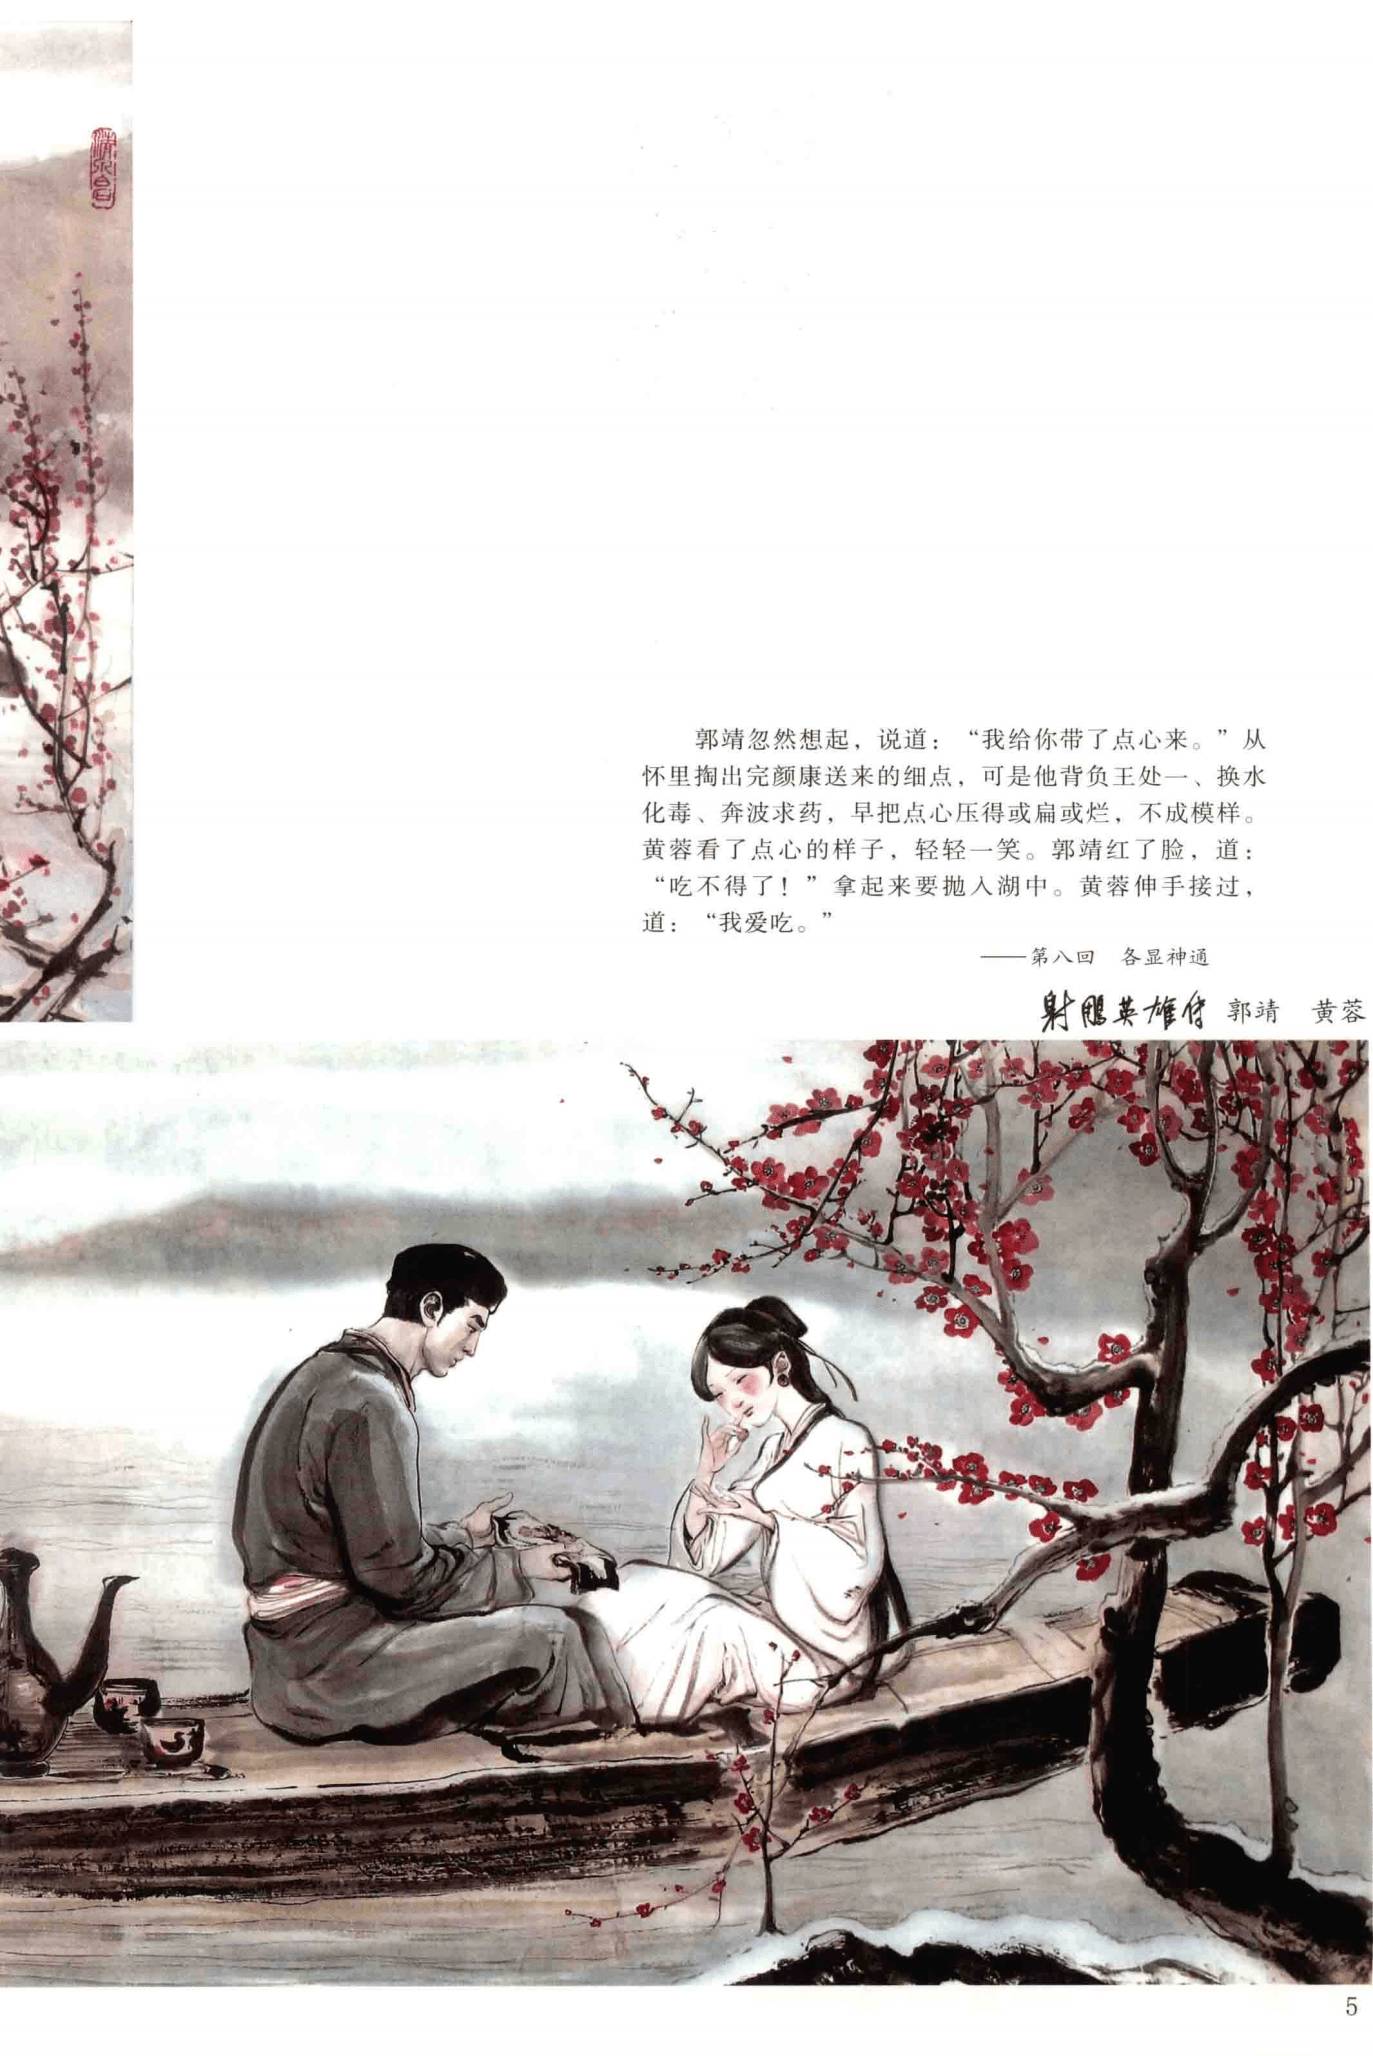 郭靖忽然想起，说道：“我给你带了点心来。”从
怀里掏出完颜康送来的细点，可是他背负王处一、换水
化毒、奔波求药，早把点心压得或扁或烂，不成模样。
黄蓉看了点心的样子，轻轻一笑。郭靖红了脸，道：
“吃不得了！”拿起来要抛入湖中。黄蓉伸手接过，
道：“我爱吃。”
——第八回　各显神通
射鵰英雄传 郭靖　黄蓉
5